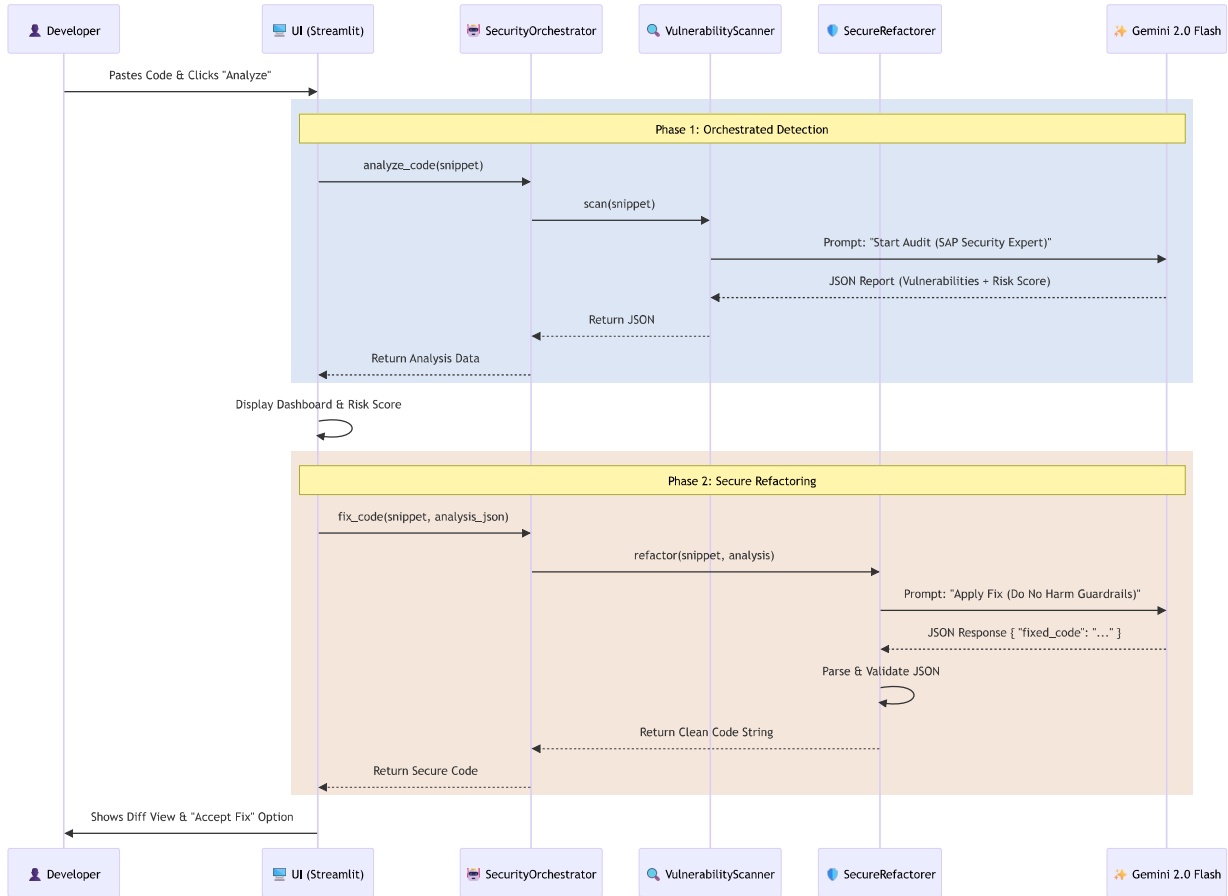 Developer
UI (Streamlit)
SecurityOrchestrator
VulnerabilityScanner
SecureRefactorer
Gemini 2.0 Flash
Pastes Code & Clicks "Analyze"
Phase 1: Orchestrated Detection
analyze_code(snippet)
scan(snippet)
Prompt: "Start Audit (SAP Security Expert)"
JSON Report (Vulnerabilities + Risk Score)
Return JSON
Return Analysis Data
Display Dashboard & Risk Score
Phase 2: Secure Refactoring
fix_code(snippet, analysis_json)
refactor(snippet, analysis)
Prompt: "Apply Fix (Do No Harm Guardrails)"
JSON Response { "fixed_code": "..." }
Parse & Validate JSON
Return Clean Code String
Return Secure Code
Shows Diff View & "Accept Fix" Option
Developer
UI (Streamlit)
SecurityOrchestrator
VulnerabilityScanner
SecureRefactorer
Gemini 2.0 Flash